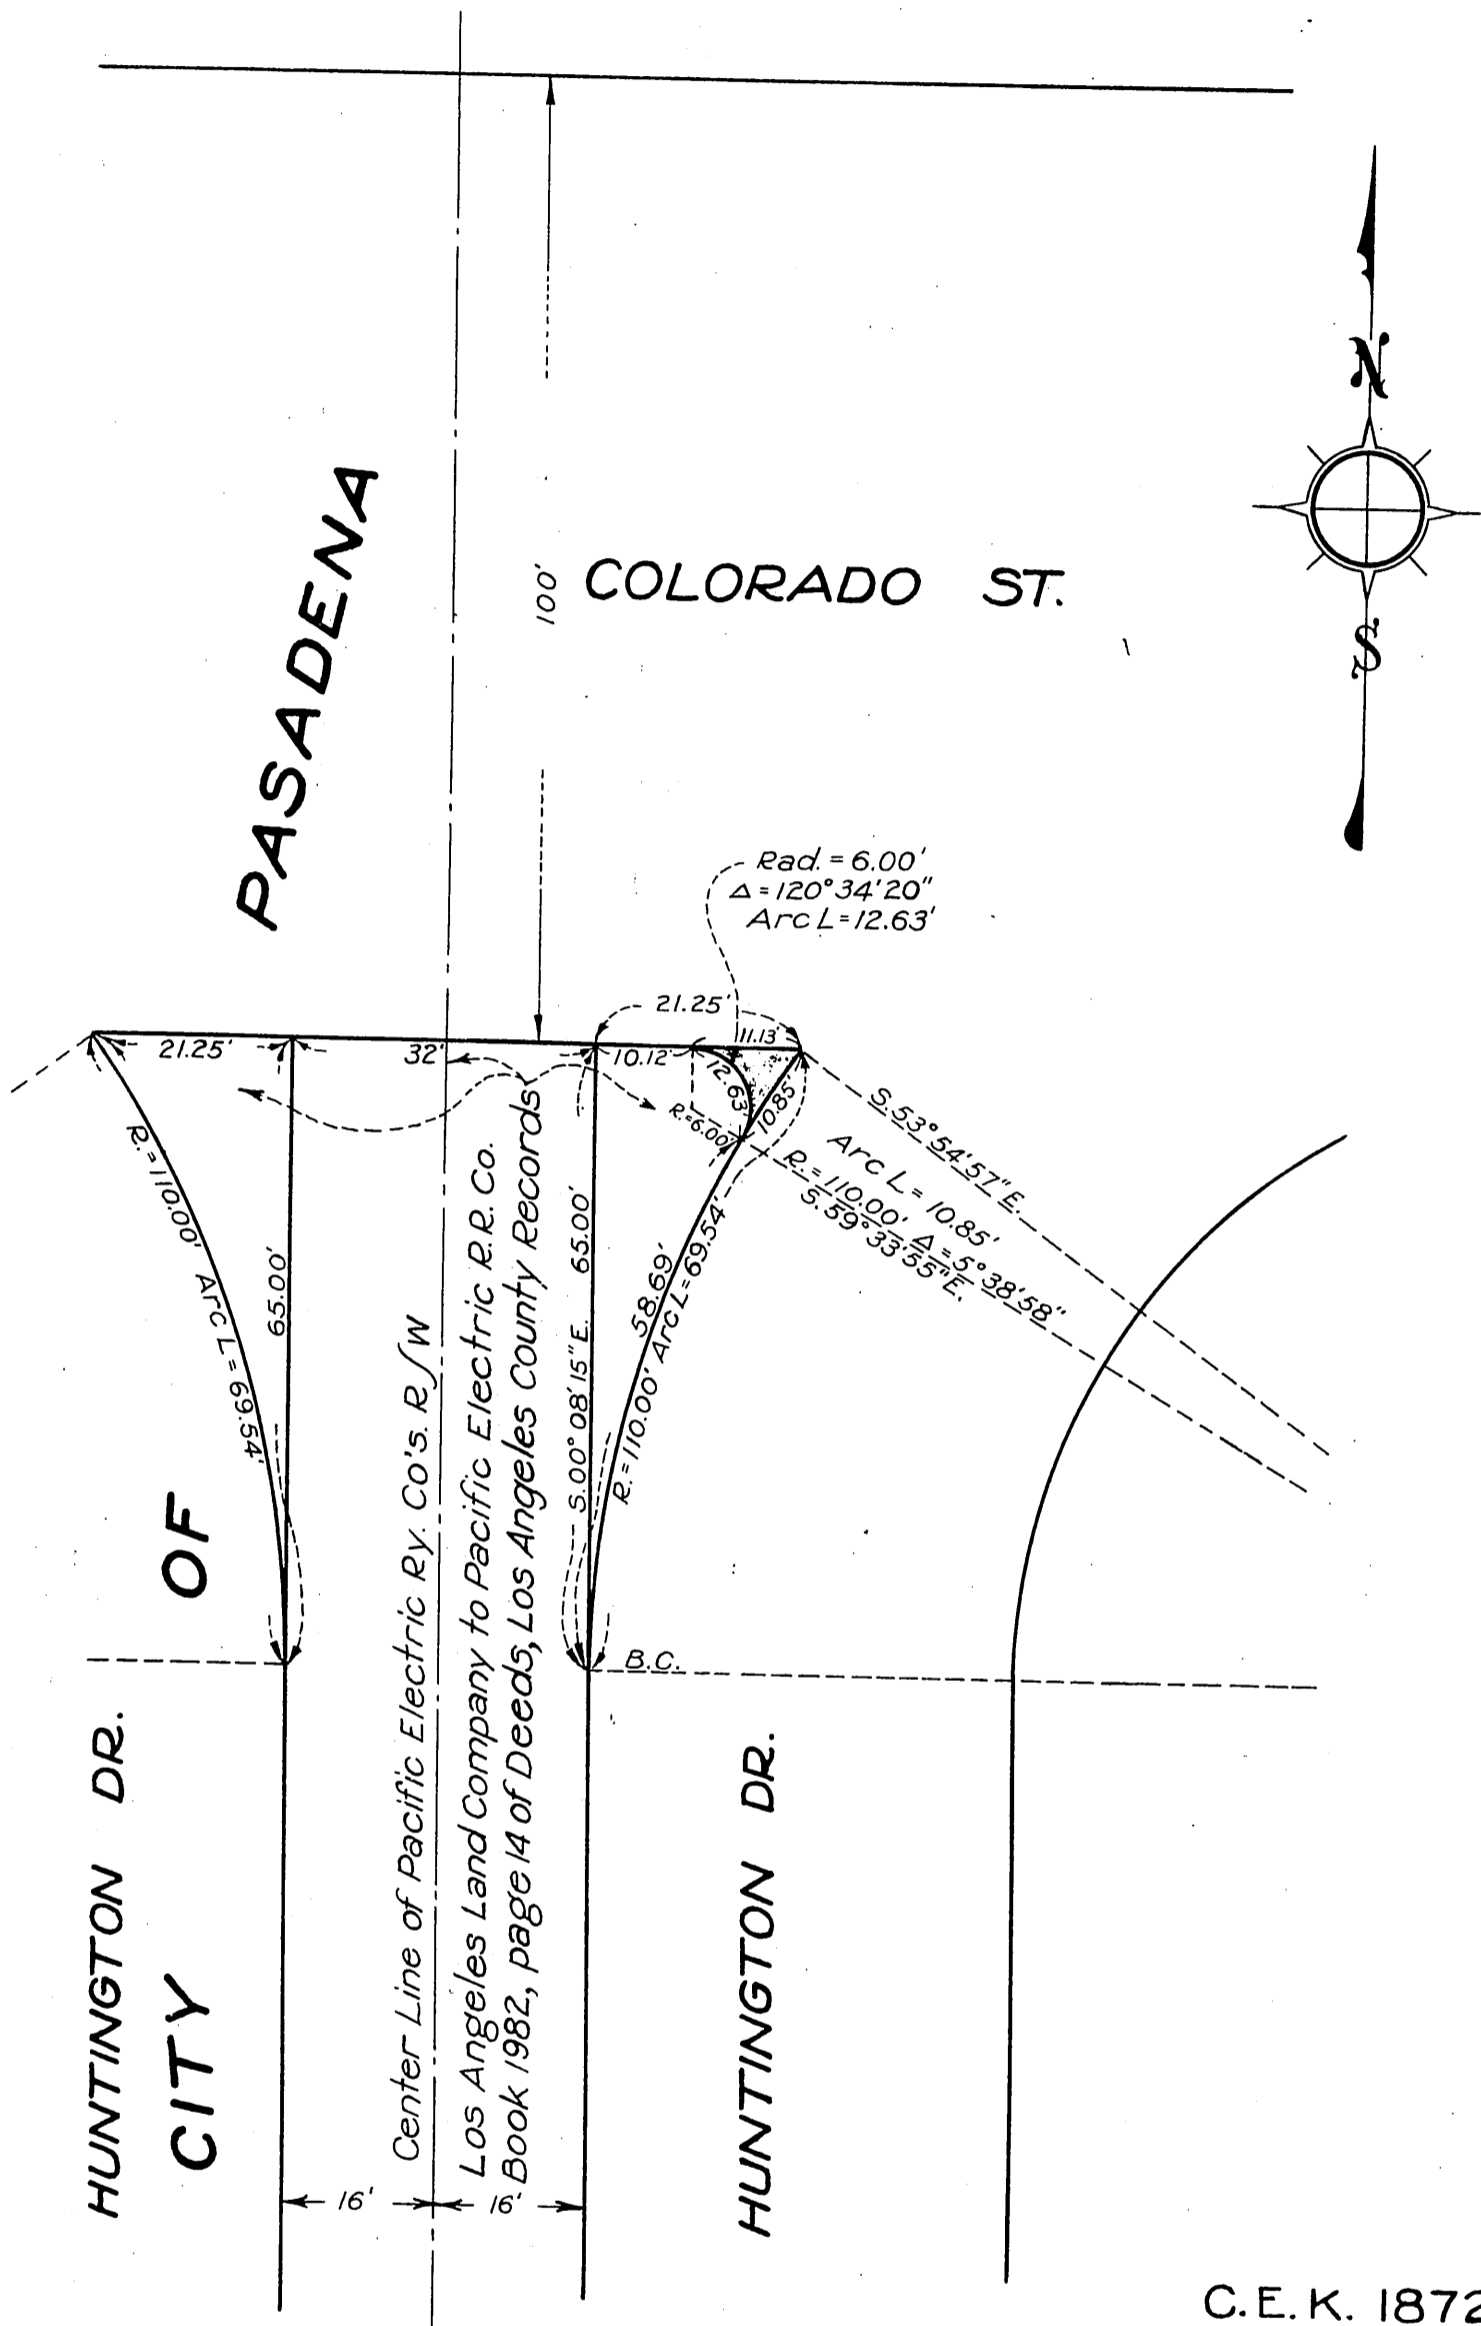 N
S
100'
COLORADO ST.
PASADENA
Rad. = 6.00'
Δ = 120° 34' 20"
Arc L = 12.63'
21.25'
11.13'
21.25'
32'
10.12'
12.63'
10.85'
R.=6.00'
S.53° 54' 57" E.
Arc L = 10.85'
R. = 110.00' Δ = 5° 38' 58"
S.59° 33' 55" E.
R. = 110.00' Arc L = 69.54'
65.00'
S.00° 08' 15" E. 65.00'
58.69'
R. = 110.00' Arc L = 69.54'
B.C.
OF
CITY
HUNTINGTON DR.
Center Line of Pacific Electric Ry. Co's. R/W
Los Angeles Land Company to Pacific Electric R.R. Co.
Book 1982, page 14 of Deeds, Los Angeles County Records
HUNTINGTON DR.
16'
16'
C.E.K. 1872